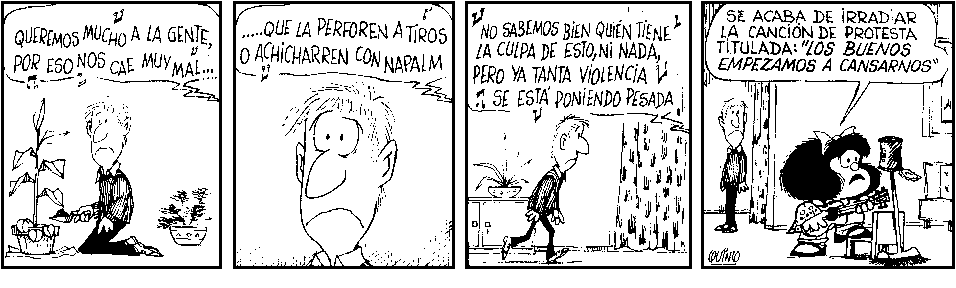 QUEREMOS MUCHO A LA GENTE,
POR ESO NOS CAE MUY MAL...
.....QUE LA PERFOREN A TIROS
O ACHICHARREN CON NAPALM
NO SABEMOS BIEN QUIÉN TIENE
LA CULPA DE ESTO, NI NADA,
PERO YA TANTA VIOLENCIA
SE ESTÁ PONIENDO PESADA
SE ACABA DE IRRADIAR
LA CANCIÓN DE PROTESTA
TITULADA: "LOS BUENOS
EMPEZAMOS A CANSARNOS"
QUINO